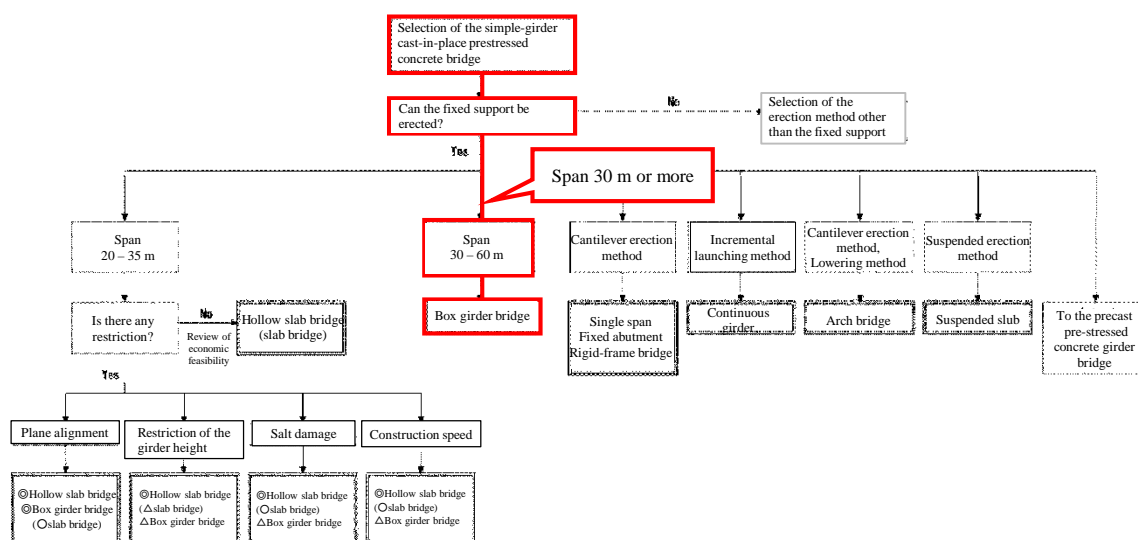 Selection of the simple-girder
cast-in-place prestressed
concrete bridge
Can the fixed support be
erected?
No
Selection of the
erection method other
than the fixed support
Yes
Span 30 m or more
Span
20 – 35 m
Span
30 – 60 m
Cantilever erection
method
Incremental
launching method
Cantilever erection
method,
Lowering method
Suspended erection
method
Is there any
restriction?
No
Review of
economic
feasibility
Hollow slab bridge
(slab bridge)
Box girder bridge
Single span
Fixed abutment
Rigid-frame bridge
Continuous
girder
Arch bridge
Suspended slub
To the precast
pre-stressed
concrete girder
bridge
Yes
Plane alignment
Restriction of the
girder height
Salt damage
Construction speed
◎Hollow slab bridge
◎Box girder bridge
(○slab bridge)
◎Hollow slab bridge
(△slab bridge)
△Box girder bridge
◎Hollow slab bridge
(○slab bridge)
△Box girder bridge
◎Hollow slab bridge
(○slab bridge)
△Box girder bridge